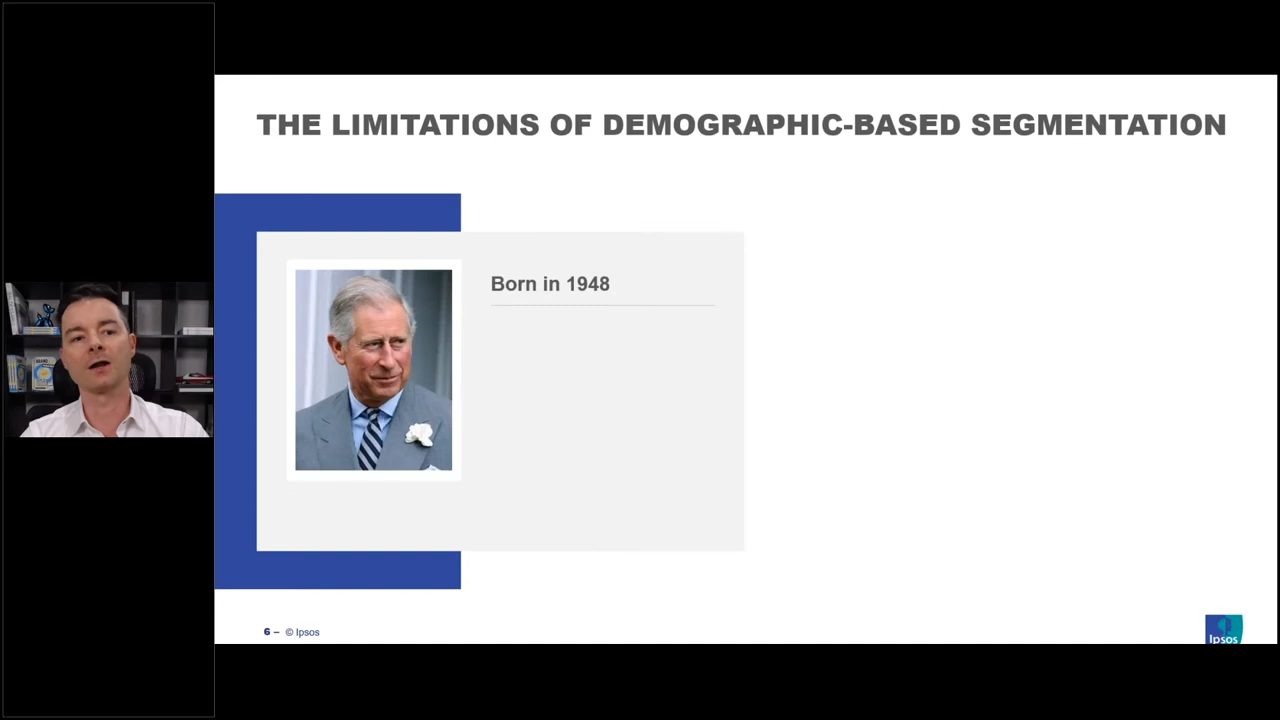 THE LIMITATIONS OF DEMOGRAPHIC-BASED SEGMENTATION
Born in 1948
6 – © Ipsos
Ipsos